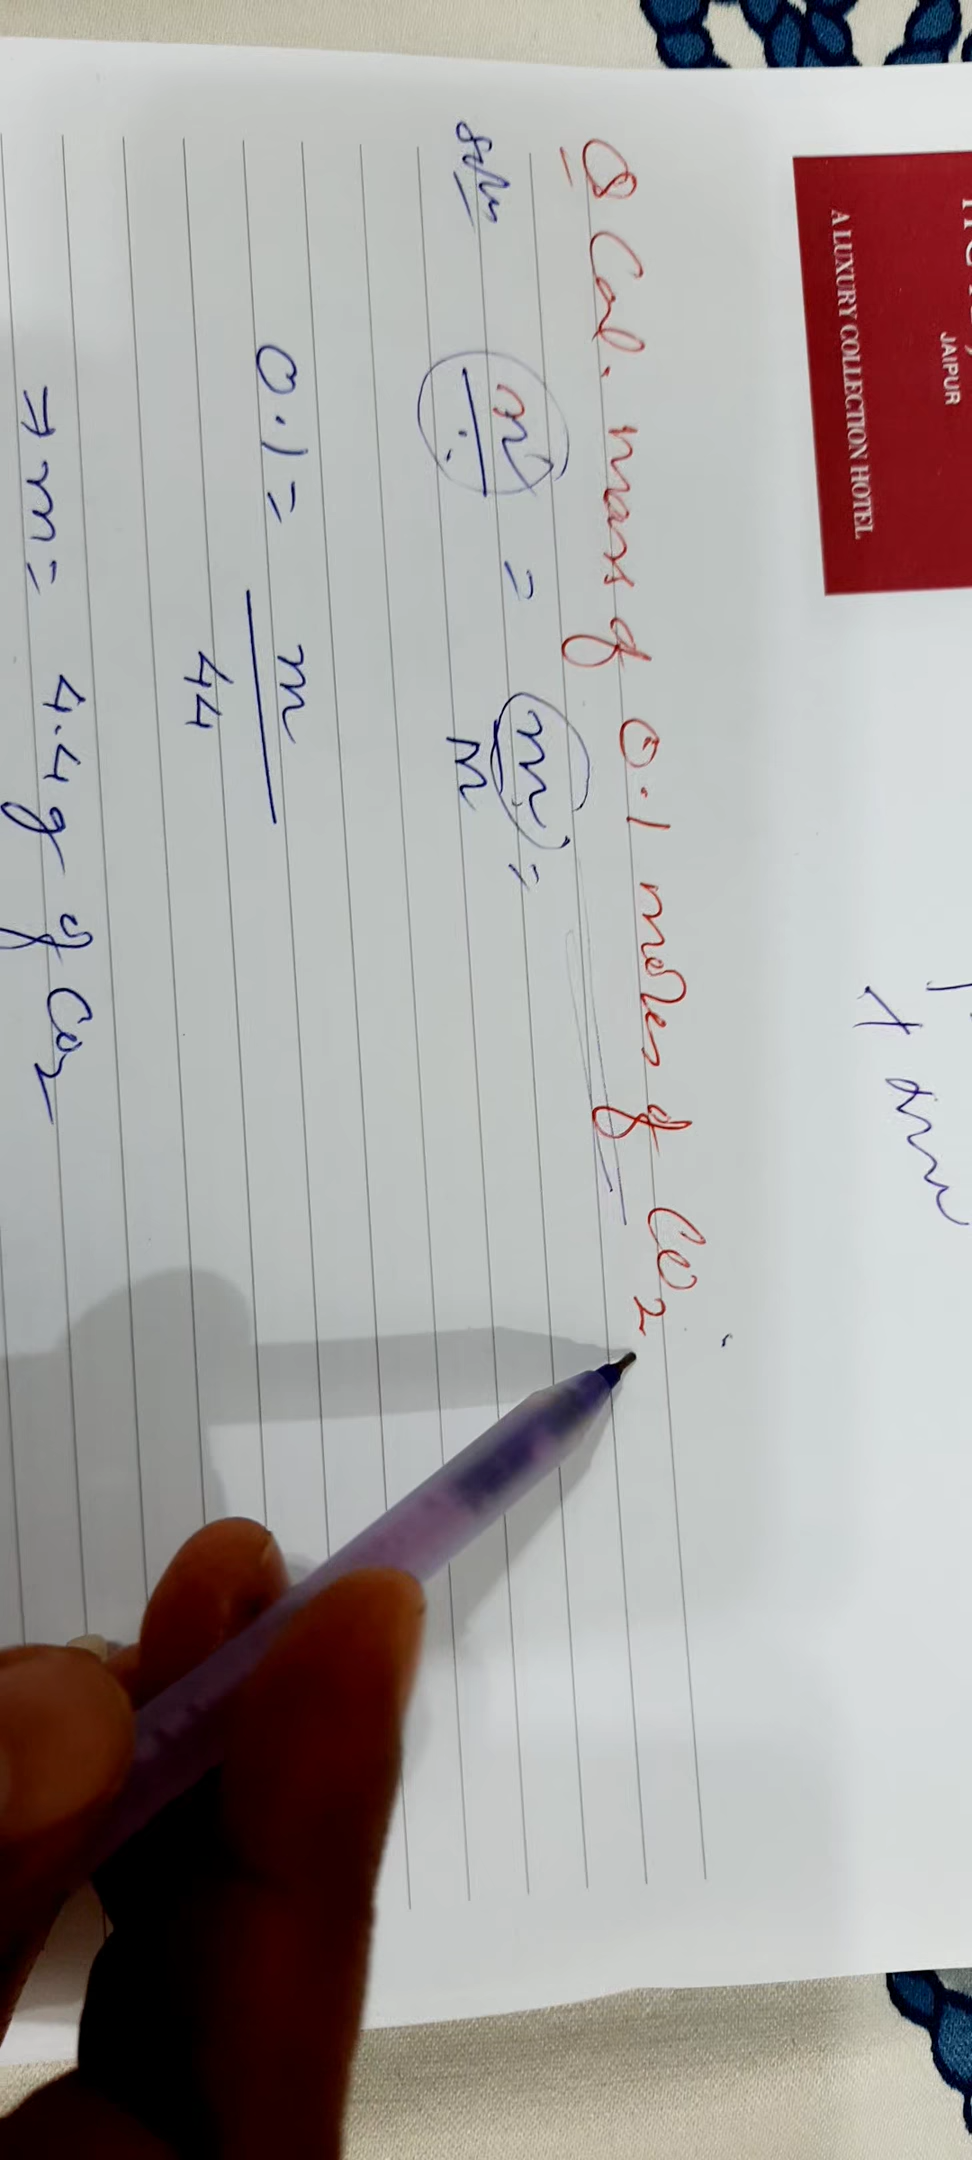 JAIPUR
A LUXURY COLLECTION HOTEL
Q Cal. mass of 0.1 moles of CO2
Soln n = m =
M
0.1 = m
44
⇒ m = 4.4 g of CO2